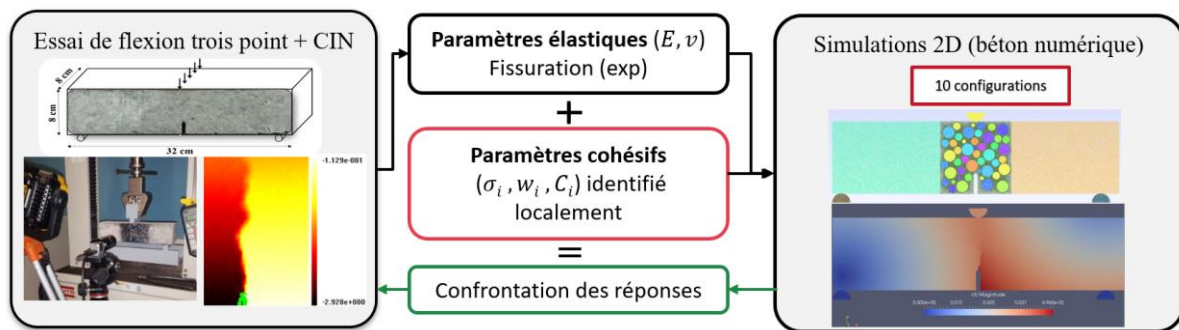 Essai de flexion trois point + CIN
8 cm
8 cm
32 cm
-1.129e-001
-2.928e+000
Paramètres élastiques (E, v)
Fissuration (exp)
+
Paramètres cohésifs
(σi , wi , Ci) identifié
localement
=
Confrontation des réponses
Simulations 2D (béton numérique)
10 configurations
UU Magnitude